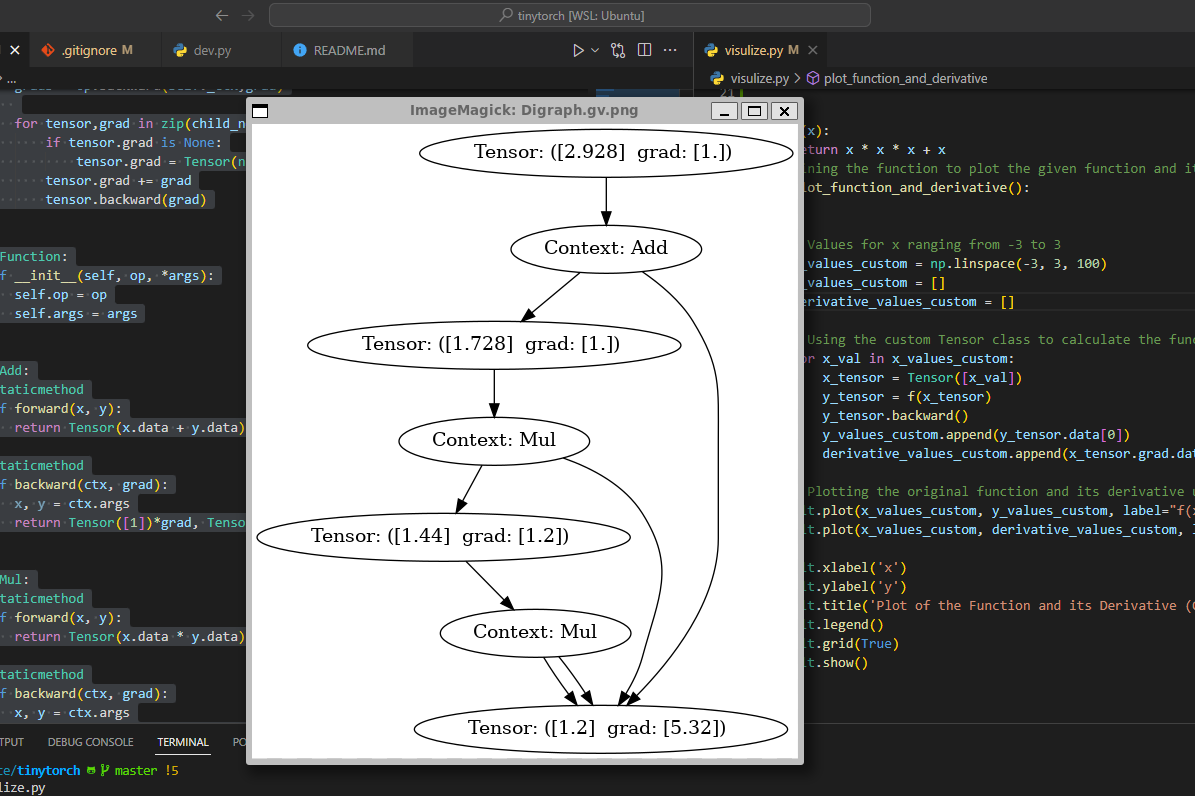 tinytorch [WSL: Ubuntu]
.gitignore M
dev.py
README.md
visulize.py M
...
visulize.py > plot_function_and_derivative
21
for tensor,grad in zip(child_n
if tensor.grad is None:
tensor.grad = Tensor(n
tensor.grad += grad
tensor.backward(grad)
Function:
f __init__(self, op, *args):
self.op = op
self.args = args
Add:
taticmethod
f forward(x, y):
return Tensor(x.data + y.data)
taticmethod
f backward(ctx, grad):
x, y = ctx.args
return Tensor([1])*grad, Tenso
Mul:
taticmethod
f forward(x, y):
return Tensor(x.data * y.data)
taticmethod
f backward(ctx, grad):
x, y = ctx.args
ImageMagick: Digraph.gv.png
Tensor: ([2.928] grad: [1.])
Context: Add
Tensor: ([1.728] grad: [1.])
Context: Mul
Tensor: ([1.44] grad: [1.2])
Context: Mul
Tensor: ([1.2] grad: [5.32])
(x):
eturn x * x * x + x
ning the function to plot the given function and it
lot_function_and_derivative():
Values for x ranging from -3 to 3
_values_custom = np.linspace(-3, 3, 100)
_values_custom = []
erivative_values_custom = []
Using the custom Tensor class to calculate the func
or x_val in x_values_custom:
x_tensor = Tensor([x_val])
y_tensor = f(x_tensor)
y_tensor.backward()
y_values_custom.append(y_tensor.data[0])
derivative_values_custom.append(x_tensor.grad.dat
Plotting the original function and its derivative u
lt.plot(x_values_custom, y_values_custom, label="f(x
lt.plot(x_values_custom, derivative_values_custom, l
lt.xlabel('x')
lt.ylabel('y')
lt.title('Plot of the Function and its Derivative (C
lt.legend()
lt.grid(True)
lt.show()
TPUT
DEBUG CONSOLE
TERMINAL
PO
te/tinytorch master !5
lize.py